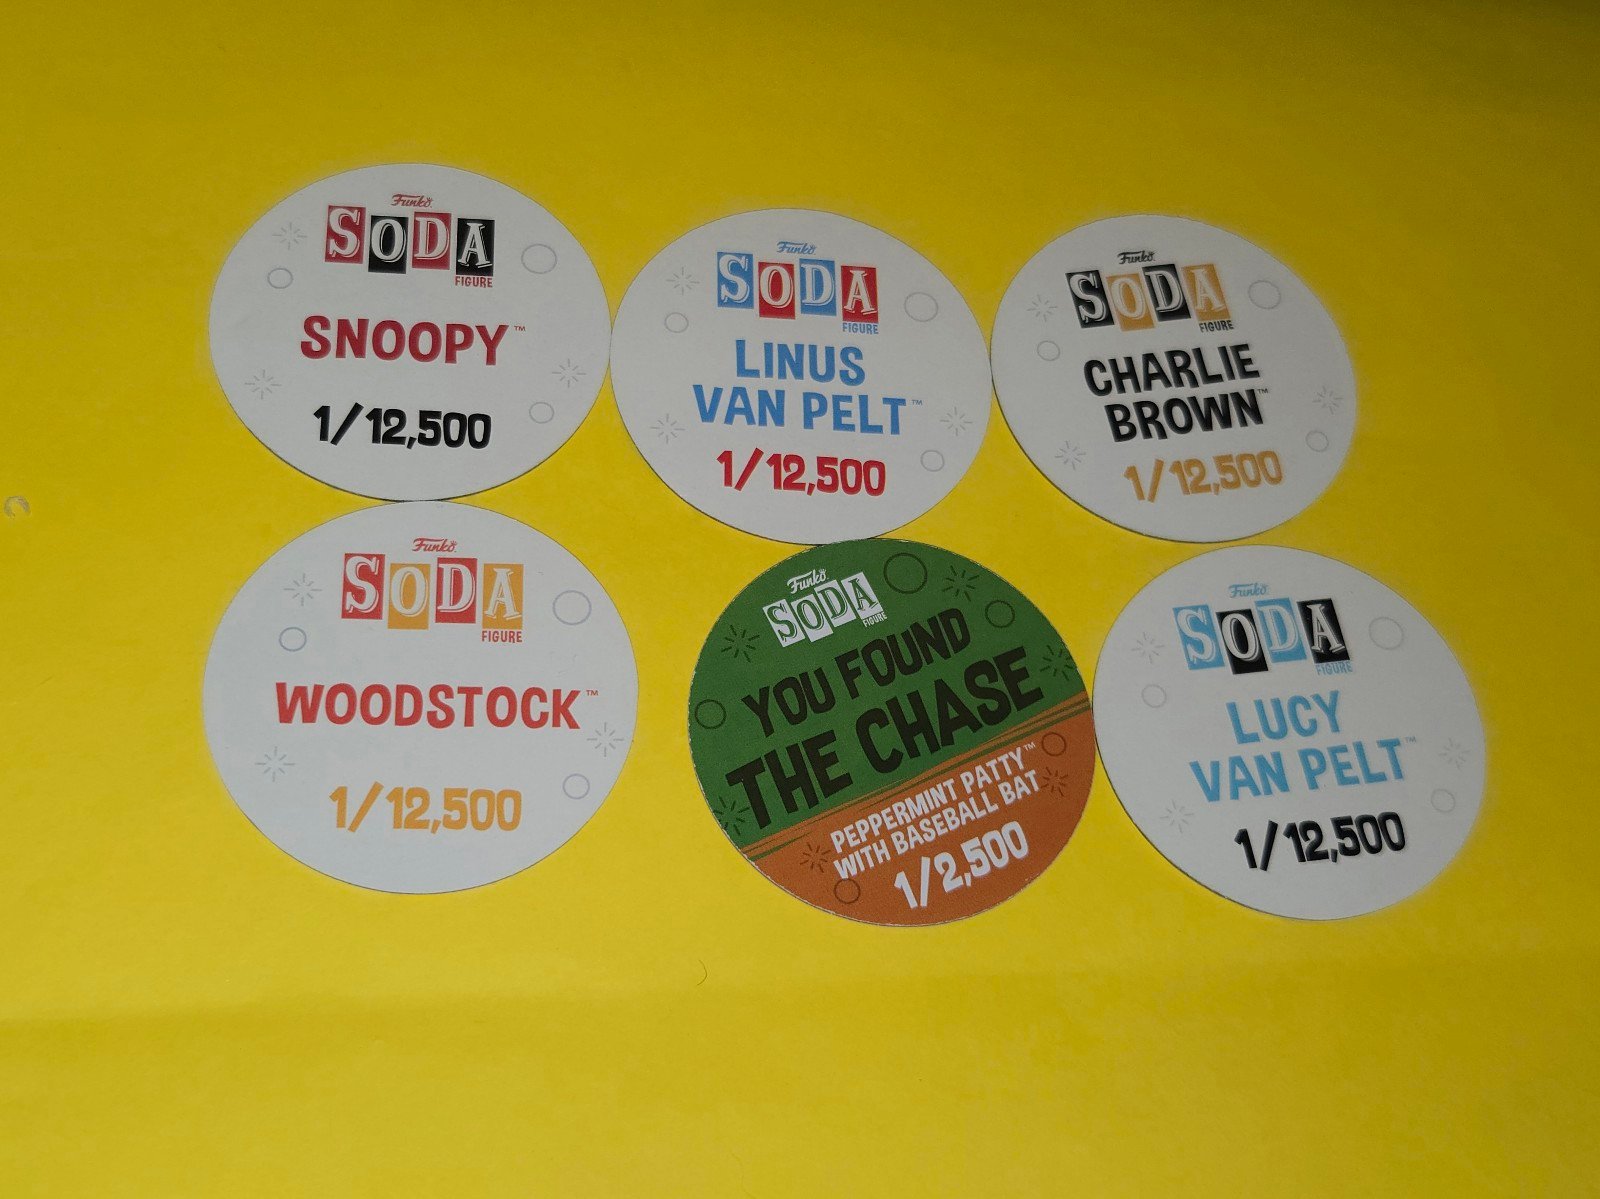 Funko
SODA
FIGURE
SNOOPY™
1/12,500
Funko
SODA
FIGURE
LINUS
VAN PELT™
1/12,500
Funko
SODA
FIGURE
CHARLIE
BROWN™
1/12,500
Funko
SODA
FIGURE
WOODSTOCK™
1/12,500
Funko
SODA
FIGURE
YOU FOUND
THE CHASE
PEPPERMINT PATTY™
WITH BASEBALL BAT
1/2,500
Funko
SODA
FIGURE
LUCY
VAN PELT™
1/12,500